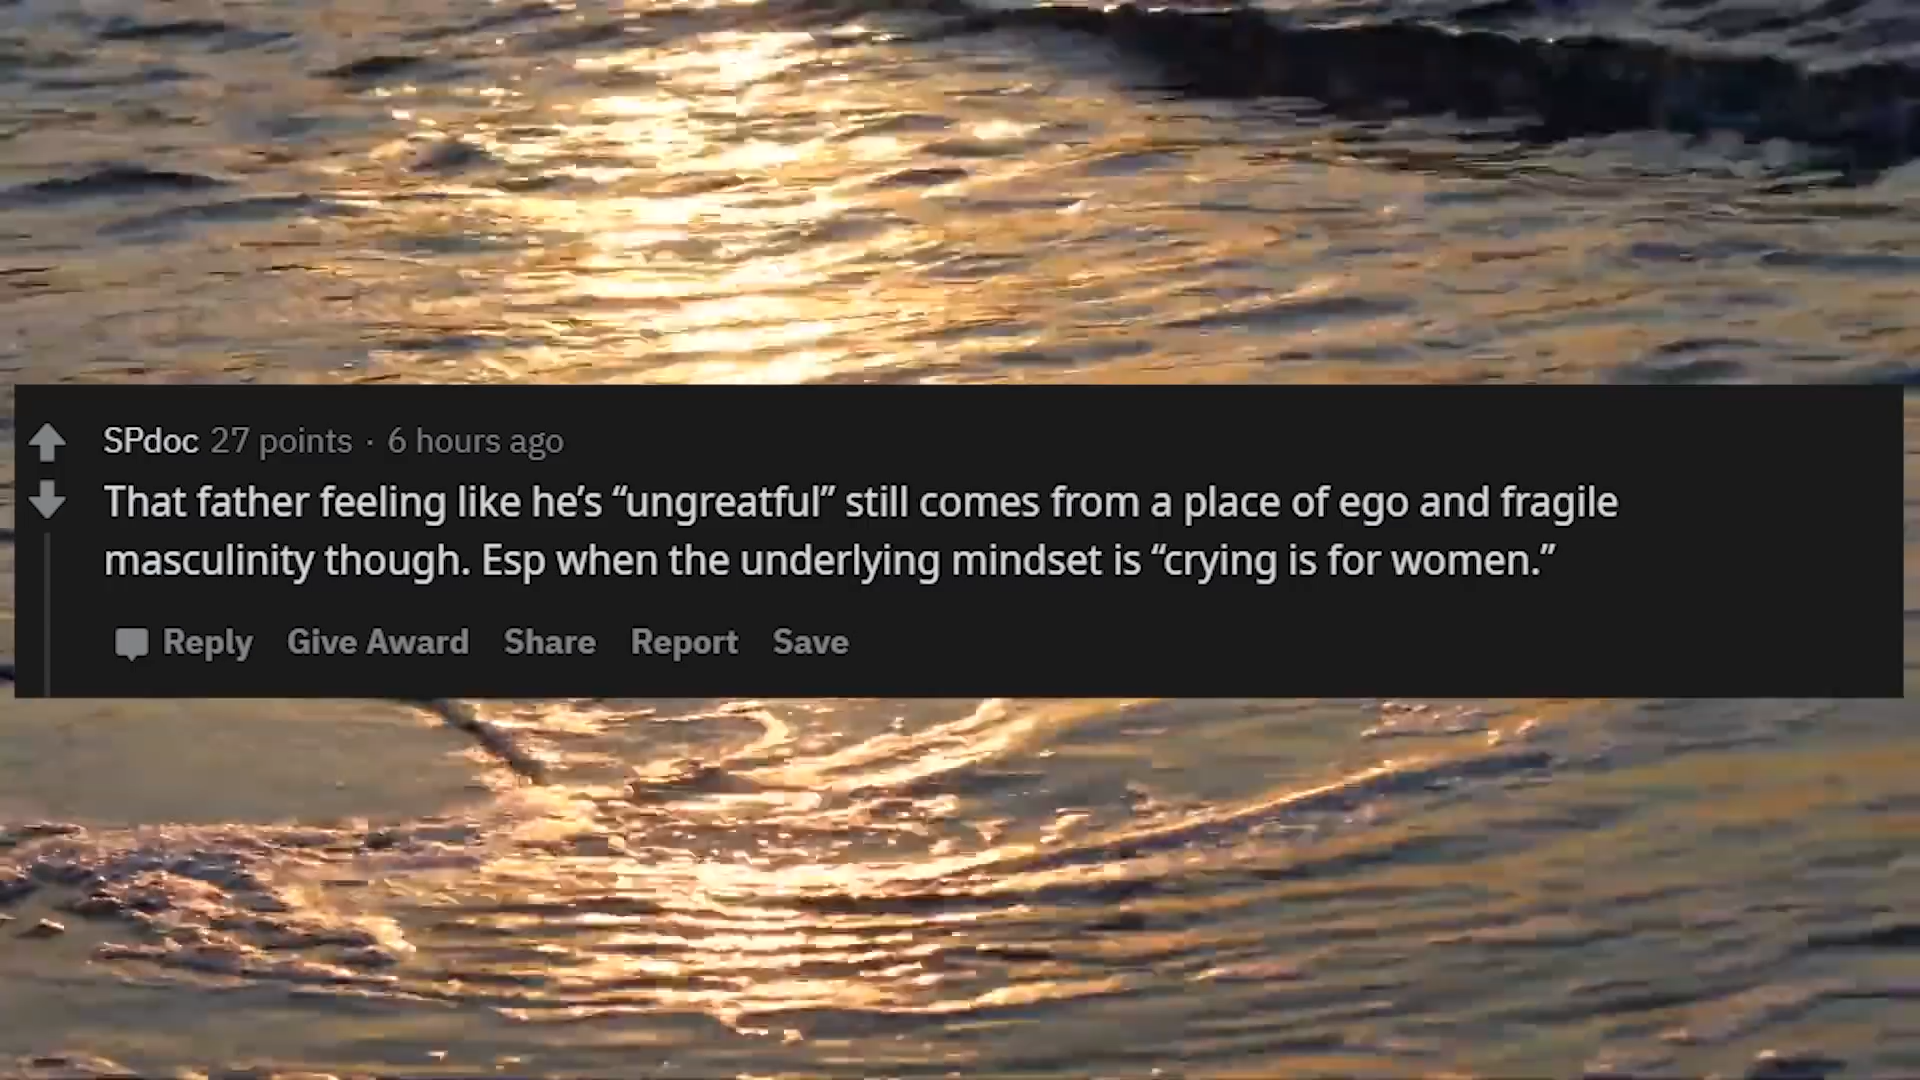 SPdoc 27 points · 6 hours ago
That father feeling like he’s “ungreatful” still comes from a place of ego and fragile
masculinity though. Esp when the underlying mindset is “crying is for women.”
Reply Give Award Share Report Save